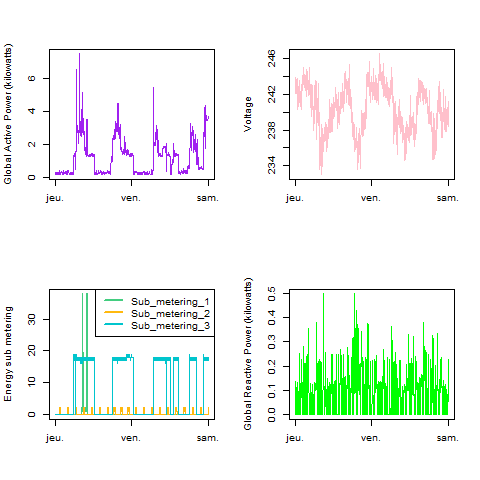 Global Active Power (kilowatts)
0 2 4 6
jeu. ven. sam.
Voltage
234 238 242 246
jeu. ven. sam.
Energy sub metering
0 10 20 30
Sub_metering_1
Sub_metering_2
Sub_metering_3
jeu. ven. sam.
Global Reactive Power (kilowatts)
0.0 0.1 0.2 0.3 0.4 0.5
jeu. ven. sam.